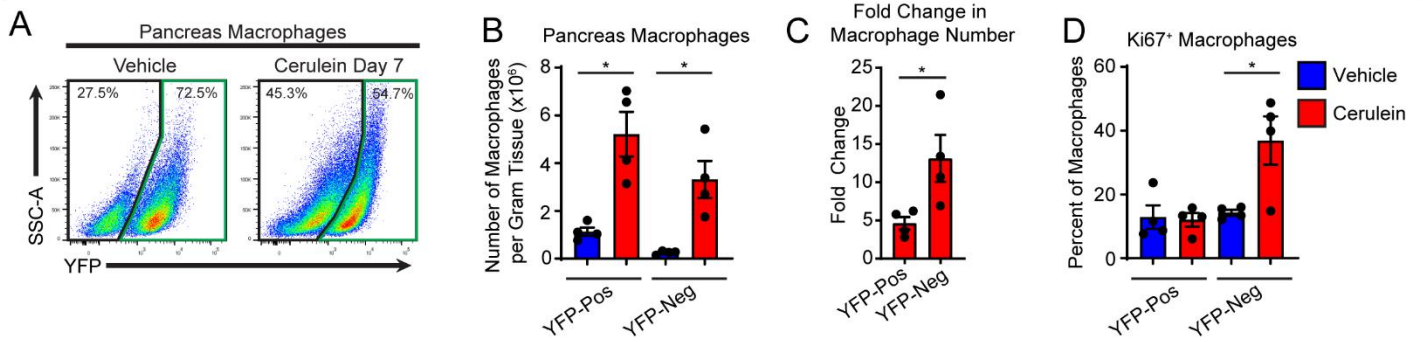 A
Pancreas Macrophages
Vehicle
Cerulein Day 7
27.5%
72.5%
45.3%
54.7%
SSC-A
YFP
B
Pancreas Macrophages
Number of Macrophages
per Gram Tissue (x10⁶)
8
6
4
2
0
*
*
YFP-Pos
YFP-Neg
C
Fold Change in
Macrophage Number
Fold Change
25
20
15
10
5
0
*
YFP-Pos
YFP-Neg
D
Ki67⁺ Macrophages
Percent of Macrophages
60
40
20
0
*
YFP-Pos
YFP-Neg
Vehicle
Cerulein